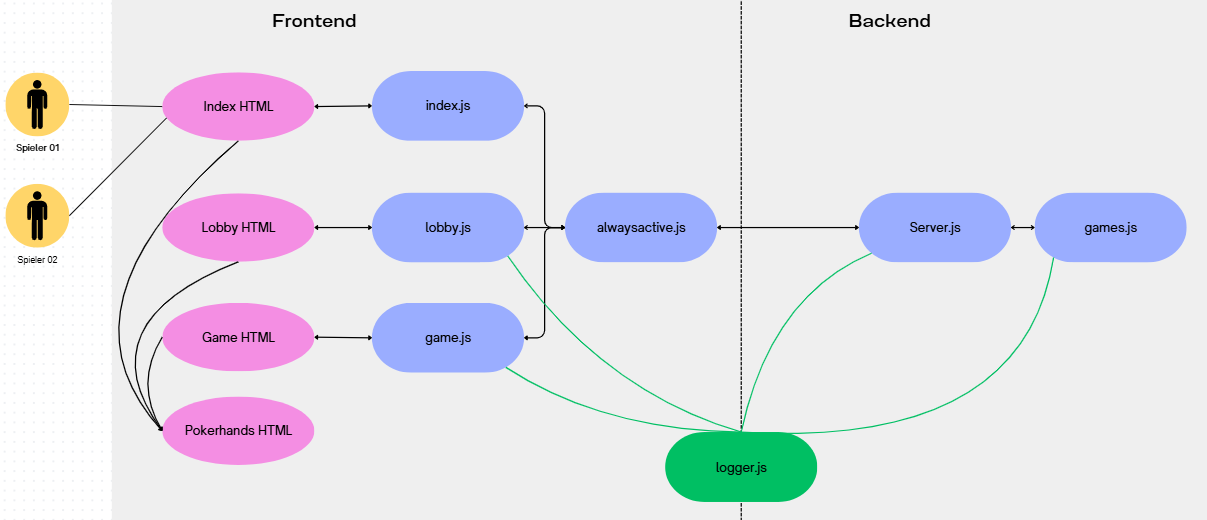 Frontend
Backend
Index HTML
index.js
Spieler 01
Lobby HTML
lobby.js
alwaysactive.js
Server.js
games.js
Spieler 02
Game HTML
game.js
Pokerhands HTML
logger.js